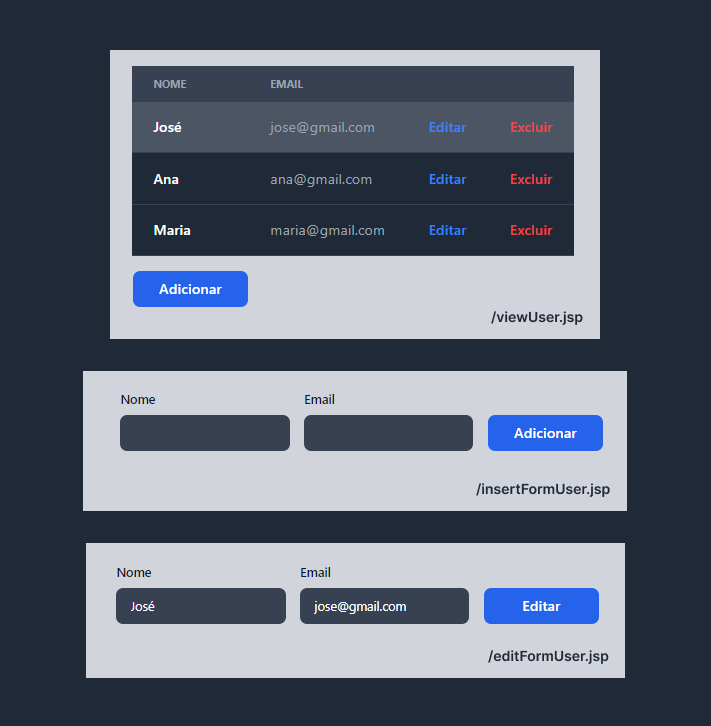 NOME EMAIL
José jose@gmail.com Editar Excluir
Ana ana@gmail.com Editar Excluir
Maria maria@gmail.com Editar Excluir
Adicionar
/viewUser.jsp
Nome Email
Adicionar
/insertFormUser.jsp
Nome Email
José jose@gmail.com Editar
/editFormUser.jsp